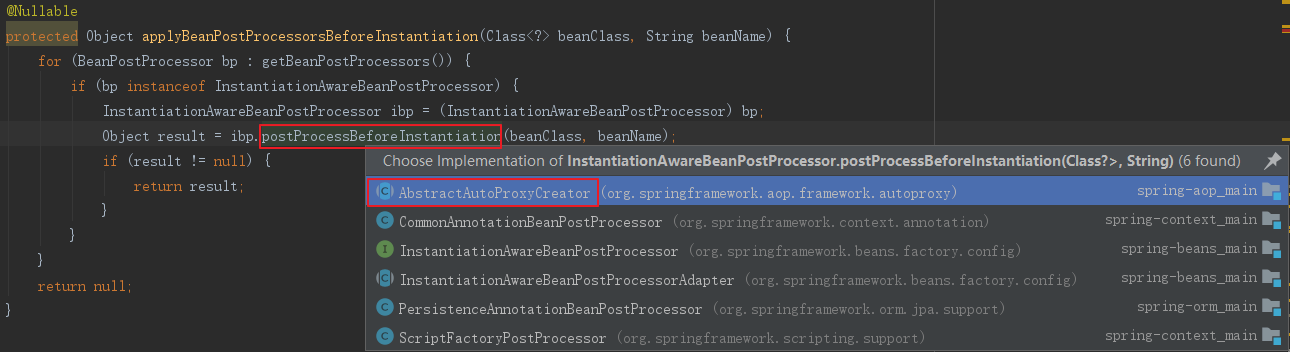 @Nullable
protected Object applyBeanPostProcessorsBeforeInstantiation(Class<?> beanClass, String beanName) {
for (BeanPostProcessor bp : getBeanPostProcessors()) {
if (bp instanceof InstantiationAwareBeanPostProcessor) {
InstantiationAwareBeanPostProcessor ibp = (InstantiationAwareBeanPostProcessor) bp;
Object result = ibp.postProcessBeforeInstantiation(beanClass, beanName);
if (result != null) {
return result;
}
}
}
return null;
}
Choose Implementation of InstantiationAwareBeanPostProcessor.postProcessBeforeInstantiation(Class?>, String) (6 found)
AbstractAutoProxyCreator (org.springframework.aop.framework.autoproxy) spring-aop_main
CommonAnnotationBeanPostProcessor (org.springframework.context.annotation) spring-context_main
InstantiationAwareBeanPostProcessor (org.springframework.beans.factory.config) spring-beans_main
InstantiationAwareBeanPostProcessorAdapter (org.springframework.beans.factory.config) spring-beans_main
PersistenceAnnotationBeanPostProcessor (org.springframework.orm.jpa.support) spring-orm_main
ScriptFactoryPostProcessor (org.springframework.scripting.support) spring-context_main